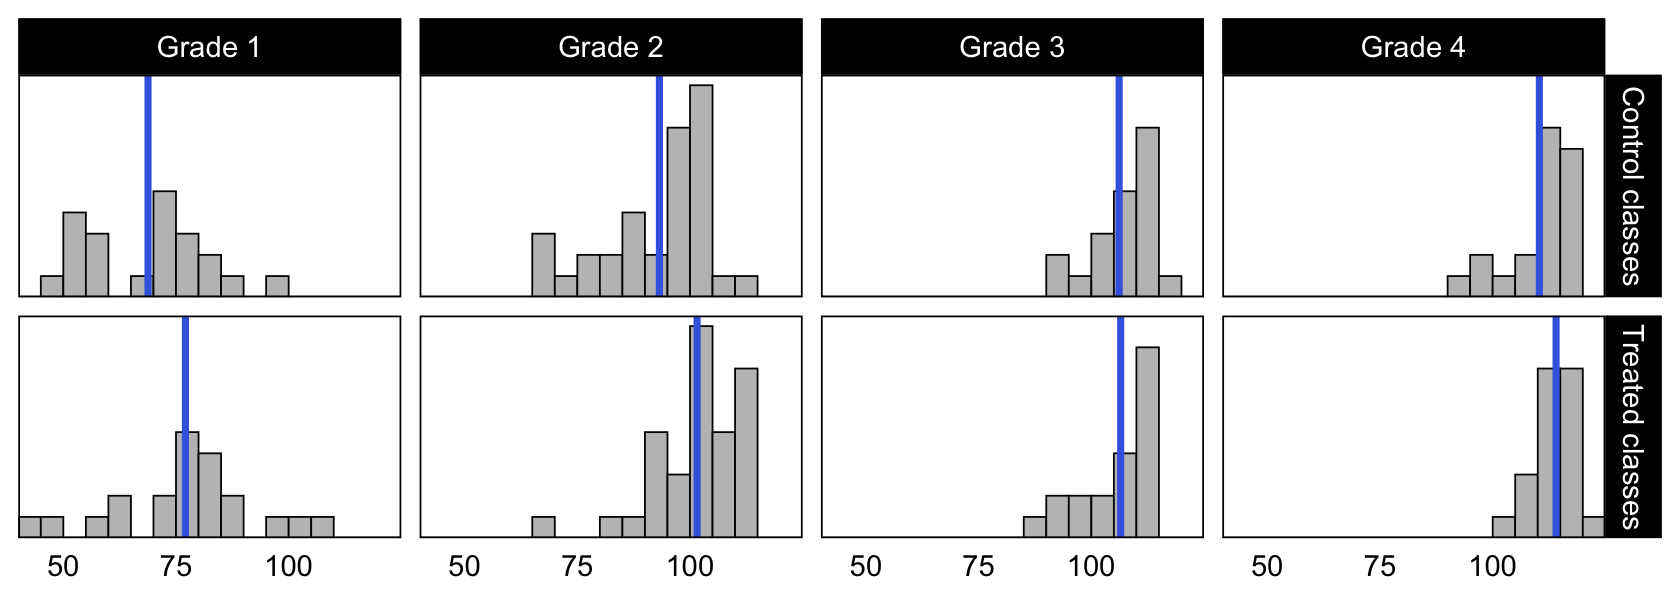 Grade 1
Grade 2
Grade 3
Grade 4
Control classes
Treated classes
50 75 100
50 75 100
50 75 100
50 75 100